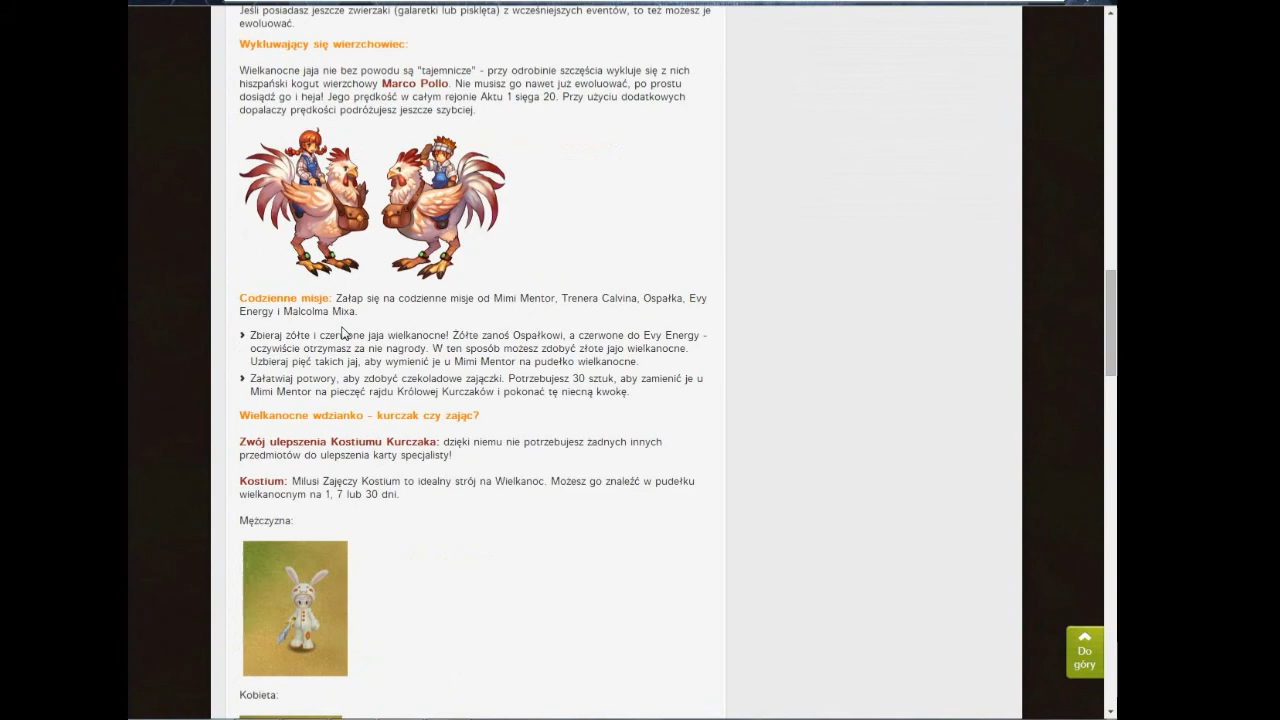 Jeśli posiadasz jeszcze zwierzaki (galaretki lub pisklęta) z wcześniejszych eventów, to też możesz je
ewoluować.
Wykluwający się wierzchowiec:
Wielkanocne jaja nie bez powodu są "tajemnicze" - przy odrobinie szczęścia wykluje się z nich
hiszpański kogut wierzchowy Marco Pollo. Nie musisz go nawet już ewoluować, po prostu
dosiądź go i heja! Jego prędkość w całym rejonie Aktu 1 sięga 20. Przy użyciu dodatkowych
dopalaczy prędkości podróżujesz jeszcze szybciej.
Codzienne misje: Załap się na codzienne misje od Mimi Mentor, Trenera Calvina, Ospałka, Evy
Energy i Malcolma Mixa.
Zbieraj żółte i czerwone jaja wielkanocne! Żółte zanoś Ospałkowi, a czerwone do Evy Energy -
oczywiście otrzymasz za nie nagrody. W ten sposób możesz zdobyć złote jajo wielkanocne.
Uzbieraj pięć takich jaj, aby wymienić je u Mimi Mentor na pudełko wielkanocne.
Załatwiaj potwory, aby zdobyć czekoladowe zajączki. Potrzebujesz 30 sztuk, aby zamienić je u
Mimi Mentor na pieczęć rajdu Królowej Kurczaków i pokonać tę niecną kwokę.
Wielkanocne wdzianko - kurczak czy zając?
Zwój ulepszenia Kostiumu Kurczaka: dzięki niemu nie potrzebujesz żadnych innych
przedmiotów do ulepszenia karty specjalisty!
Kostium: Milusi Zajęczy Kostium to idealny strój na Wielkanoc. Możesz go znaleźć w pudełku
wielkanocnym na 1, 7 lub 30 dni.
Mężczyzna:
Kobieta:
Do
góry